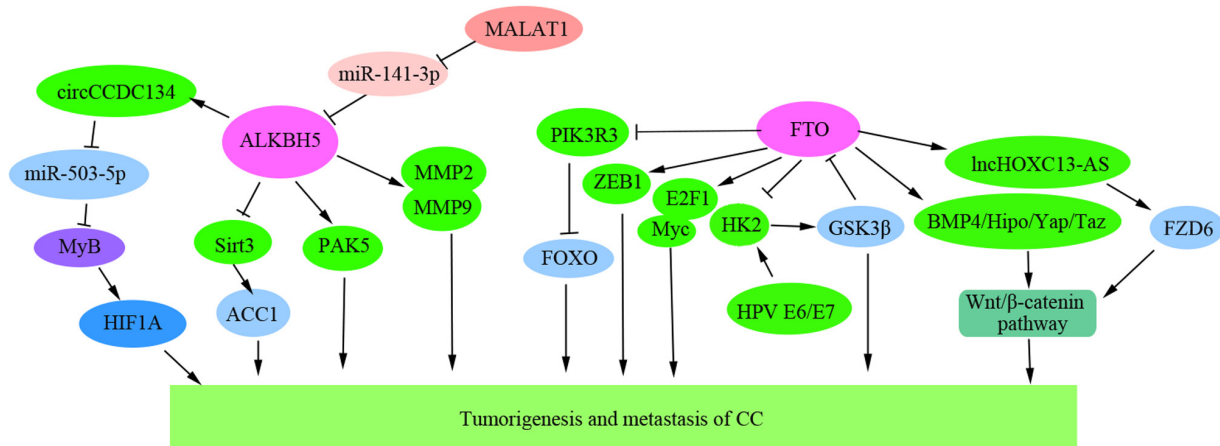 MALAT1
miR-141-3p
circCCDC134
ALKBH5
PIK3R3
FTO
lncHOXC13-AS
miR-503-5p
MMP2
MMP9
ZEB1
E2F1
Myc
HK2
GSK3β
BMP4/Hipo/Yap/Taz
FZD6
MyB
Sirt3
PAK5
FOXO
HIF1A
ACC1
HPV E6/E7
Wnt/β-catenin
pathway
Tumorigenesis and metastasis of CC